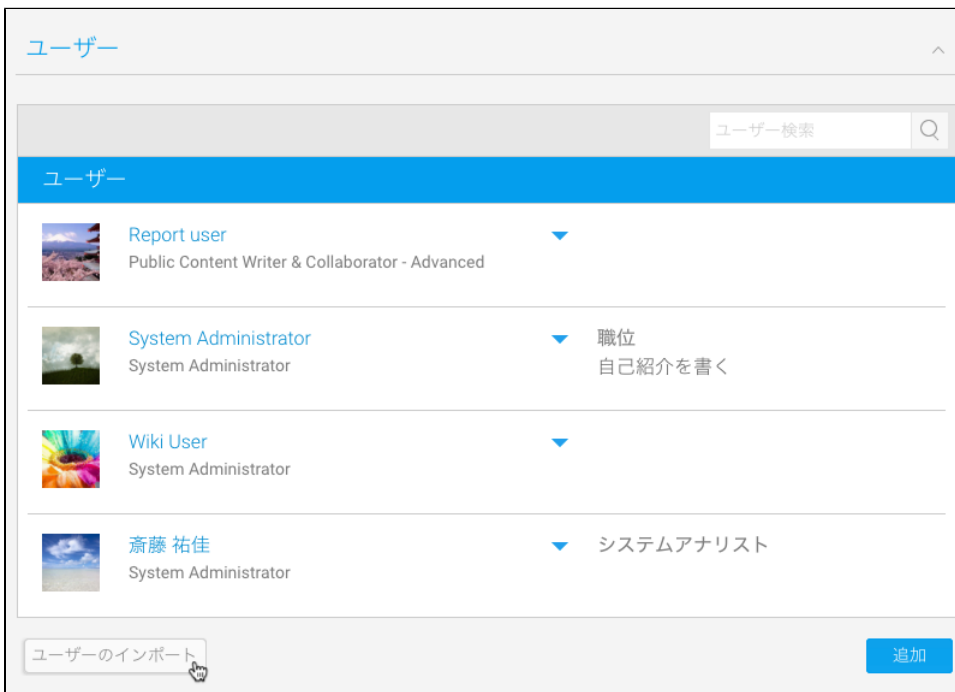 ユーザー
ユーザー検索
ユーザー
Report user
Public Content Writer & Collaborator - Advanced
System Administrator
System Administrator
職位
自己紹介を書く
Wiki User
System Administrator
斎藤 祐佳
System Administrator
システムアナリスト
ユーザーのインポート
追加